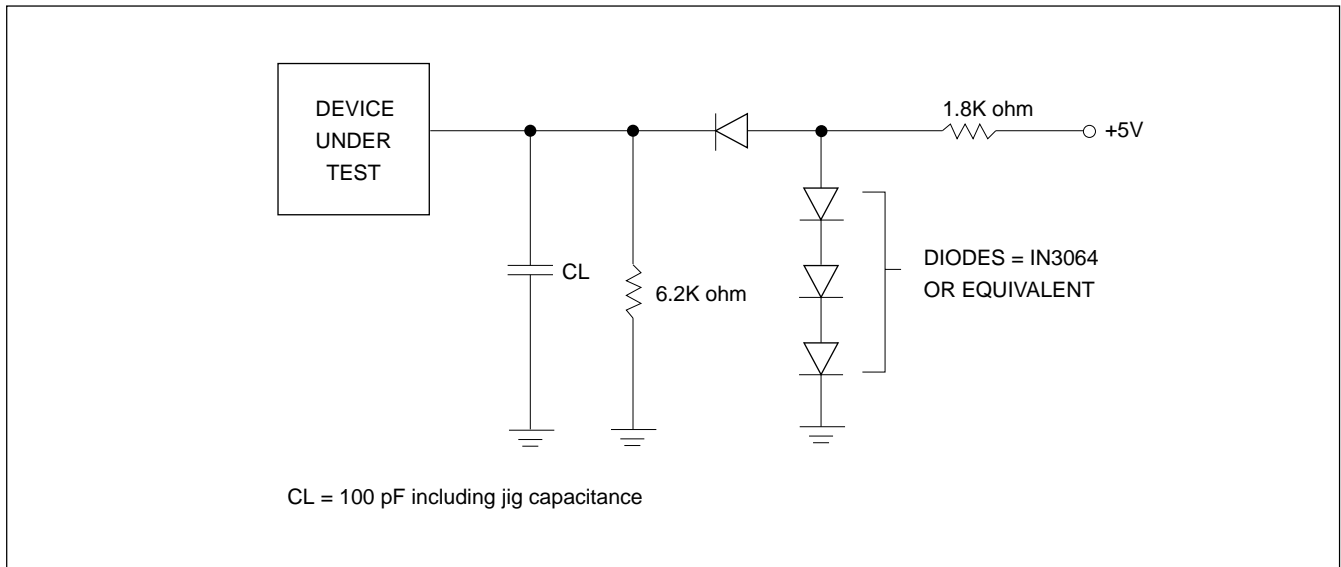 DEVICE
UNDER
TEST
1.8K ohm
+5V
CL
6.2K ohm
DIODES = IN3064
OR EQUIVALENT
CL = 100 pF including jig capacitance